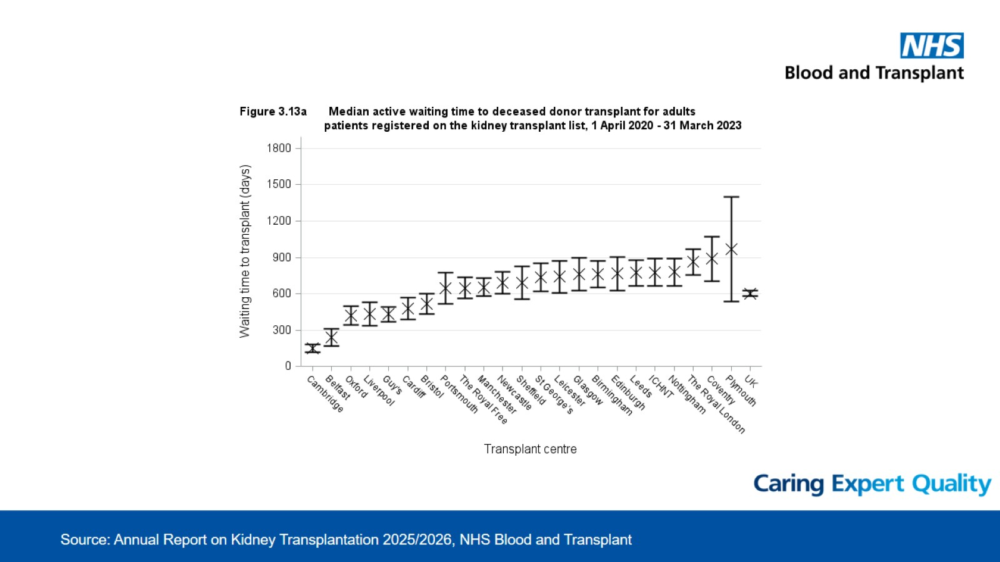 NHS
Blood and Transplant
Figure 3.13a Median active waiting time to deceased donor transplant for adults
patients registered on the kidney transplant list, 1 April 2020 - 31 March 2023
Waiting time to transplant (days)
1800
1500
1200
900
600
300
0
Cambridge
Belfast
Oxford
Liverpool
Guy's
Cardiff
Bristol
Portsmouth
The Royal Free
Manchester
Newcastle
Sheffield
St George's
Leicester
Glasgow
Birmingham
Edinburgh
Leeds
ICHNT
Nottingham
The Royal London
Coventry
Plymouth
UK
Transplant centre
Caring Expert Quality
Source: Annual Report on Kidney Transplantation 2025/2026, NHS Blood and Transplant